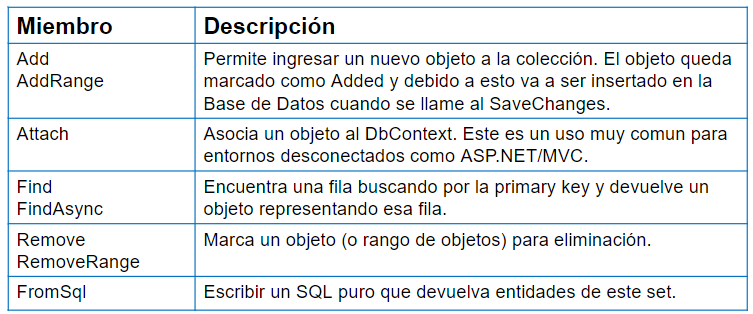 Miembro
Descripción
Add
AddRange
Permite ingresar un nuevo objeto a la colección. El objeto queda
marcado como Added y debido a esto va a ser insertado en la
Base de Datos cuando se llame al SaveChanges.
Attach
Asocia un objeto al DbContext. Este es un uso muy comun para
entornos desconectados como ASP.NET/MVC.
Find
FindAsync
Encuentra una fila buscando por la primary key y devuelve un
objeto representando esa fila.
Remove
RemoveRange
Marca un objeto (o rango de objetos) para eliminación.
FromSql
Escribir un SQL puro que devuelva entidades de este set.